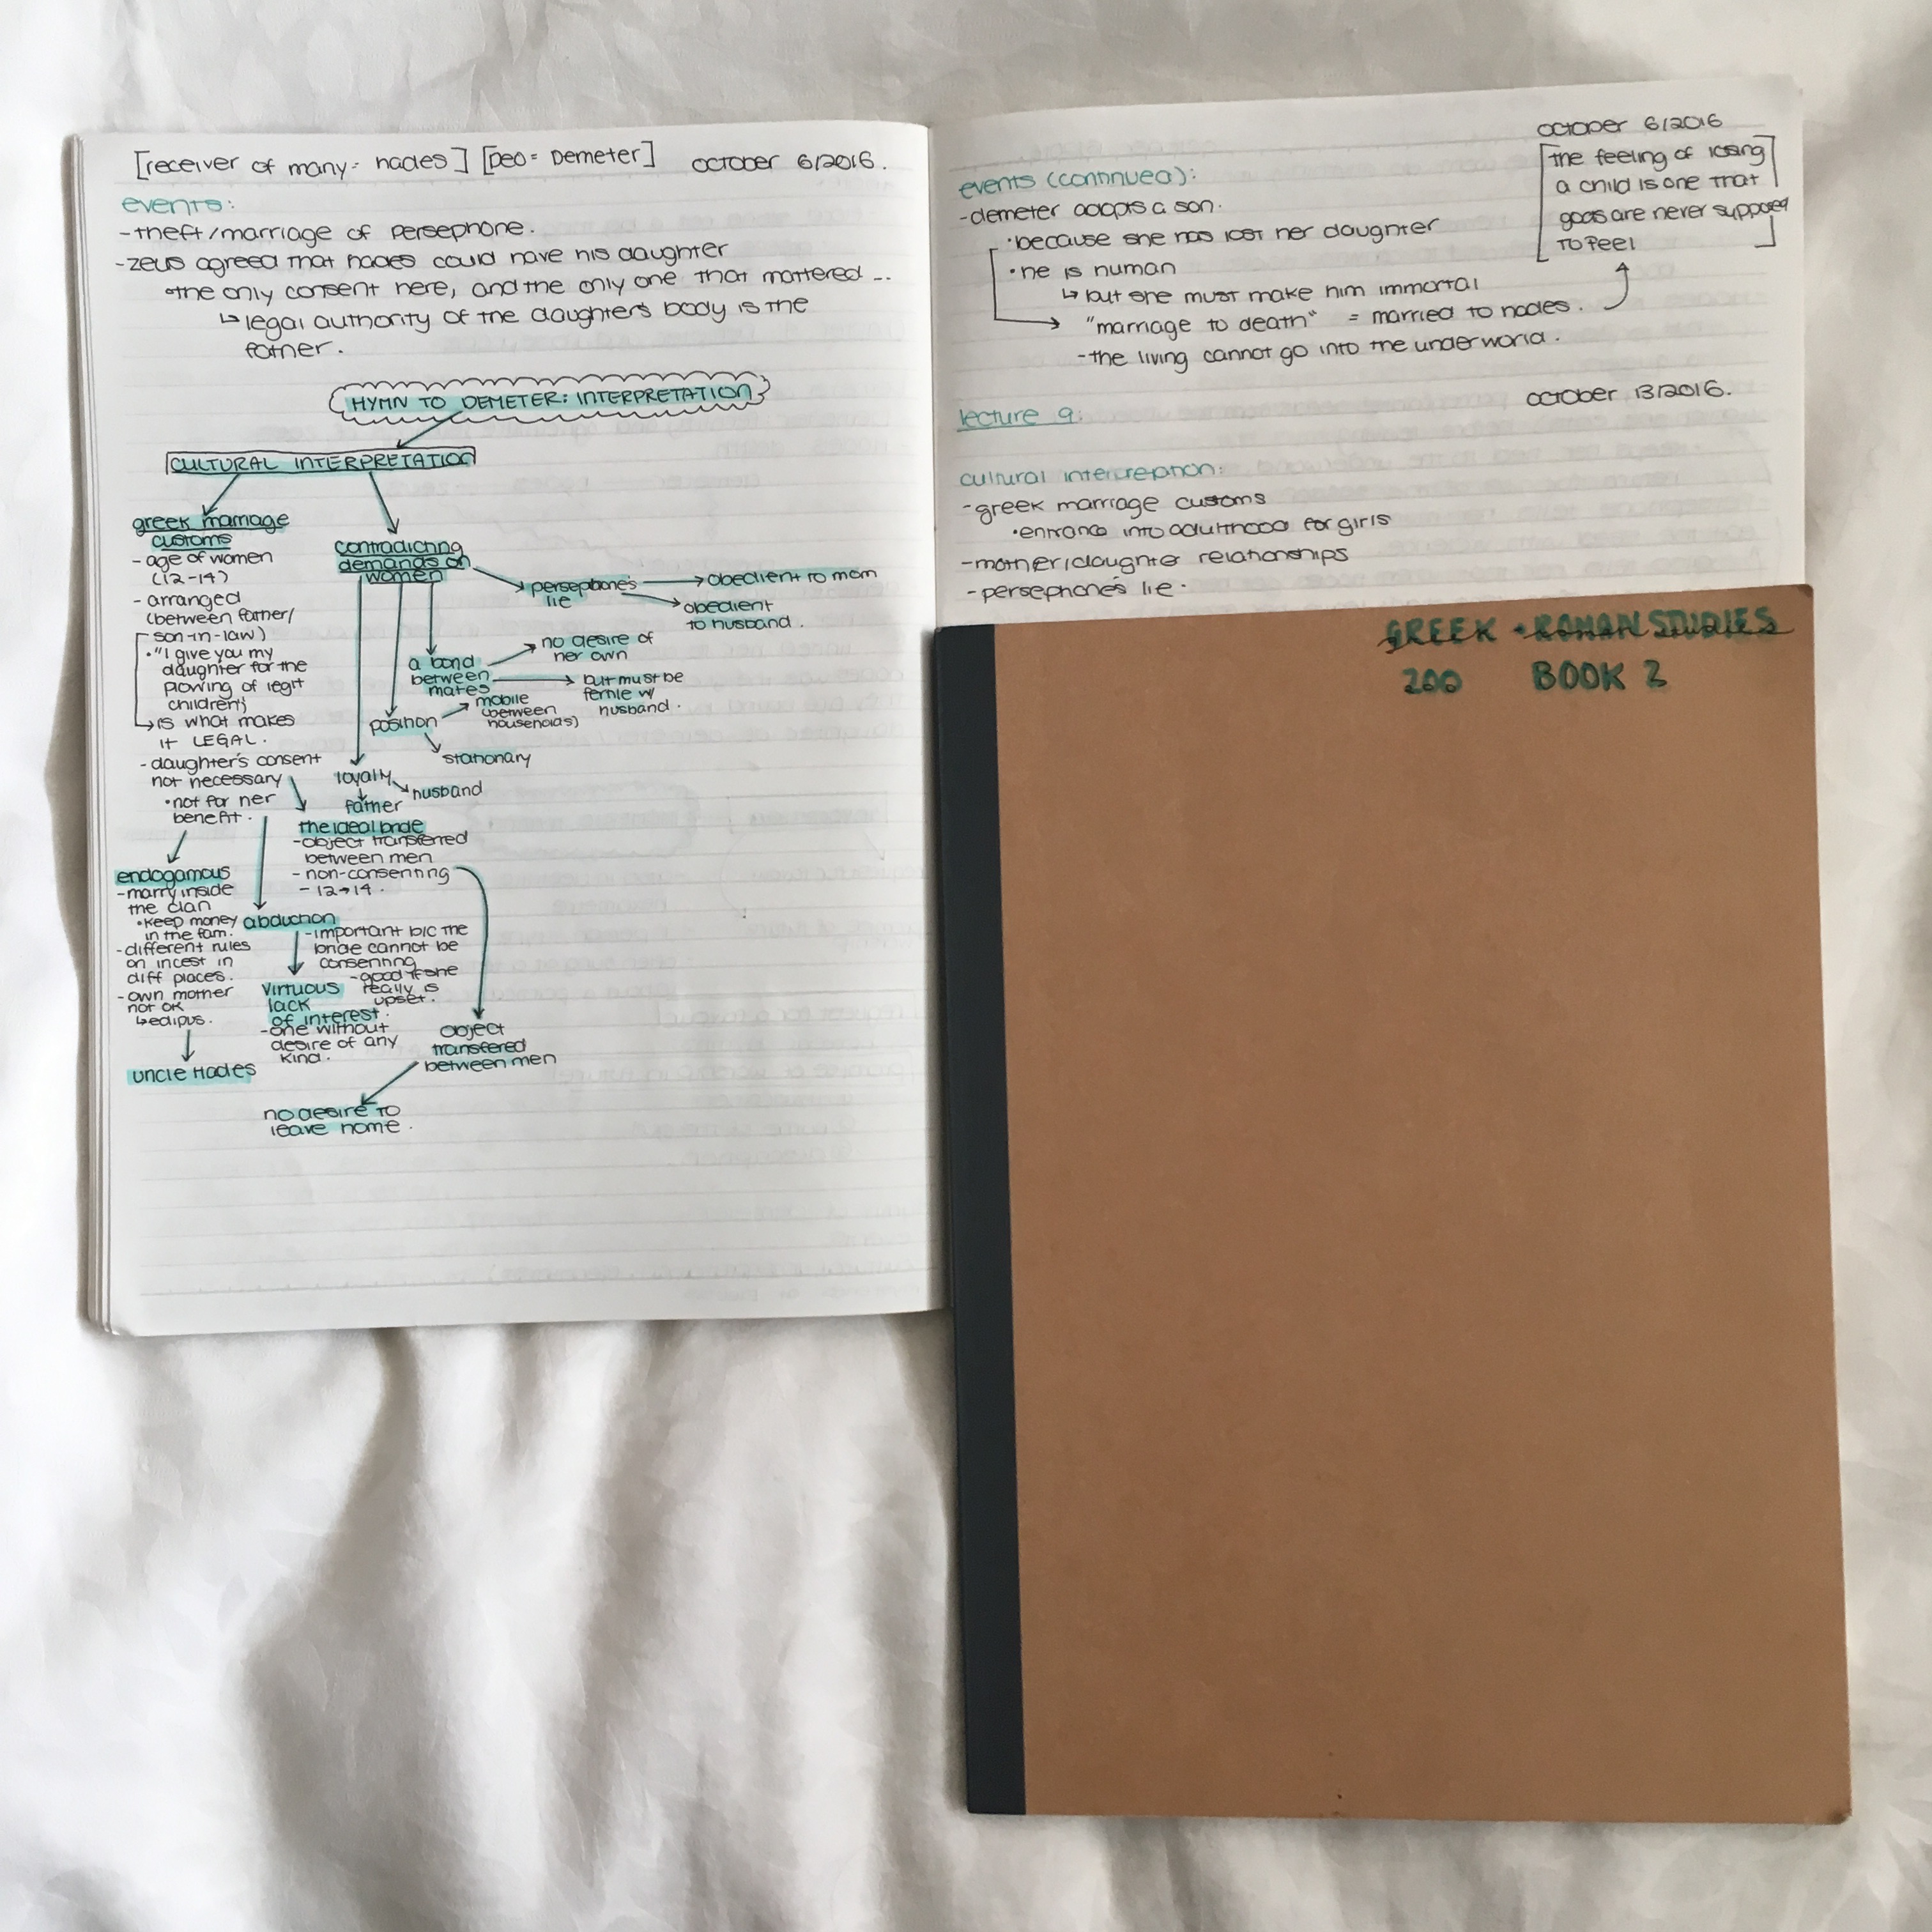 [receiver of many = hades] [Deo = Demeter] october 6/2016.
events:
-theft/marriage of Persephone.
-zeus agreed that hades could have his daughter
•the only consent here, and the only one that mattered --
↳ legal authority of the daughter's body is the
father.
HYMN TO DEMETER: INTERPRETATION
CULTURAL INTERPRETATION
greek marriage
customs
- age of women
(12-14)
- arranged
(between father/
son-in-law)
•"I give you my
daughter for the
plowing of legit
children"
→ is what makes
it LEGAL.
- daughter's consent
not necessary
•not for her
benefit.
endogamous
-marry inside
the clan
•keep money
in the fam.
-different rules
on incest in
diff places.
-own mother
not ok
↳edipus.
uncle Hades
contradicting
demands on
women
persephone's
lie
obedient to mom
obedient
to husband.
a bond
between
mates
no desire of
her own
but must be
fertile w/
husband.
position
mobile
(between
households)
stationary
loyalty
husband
father
the ideal bride
-object transferred
between men
- non-consenting
- 12→14.
abduction
-important b/c the
bride cannot be
consenting
-good if she
really is
upset.
virtuous
lack
of interest.
-one without
desire of any
kind.
object
transfered
between men
no desire to
leave home.
october 6/2016
[the feeling of losing
a child is one that
gods are never supposed
to feel]
events (continued):
-demeter adopts a son.
•because she has lost her daughter
•he is human
↳ but she must make him immortal
→ "marriage to death" = married to hades.
-the living cannot go into the underworld.
october 13/2016.
lecture 9:
cultural interpretion:
-greek marriage customs
•entrance into adulthood for girls
-mother/daughter relationships
- persephone's lie.
GREEK + ROMAN STUDIES
200 BOOK 2